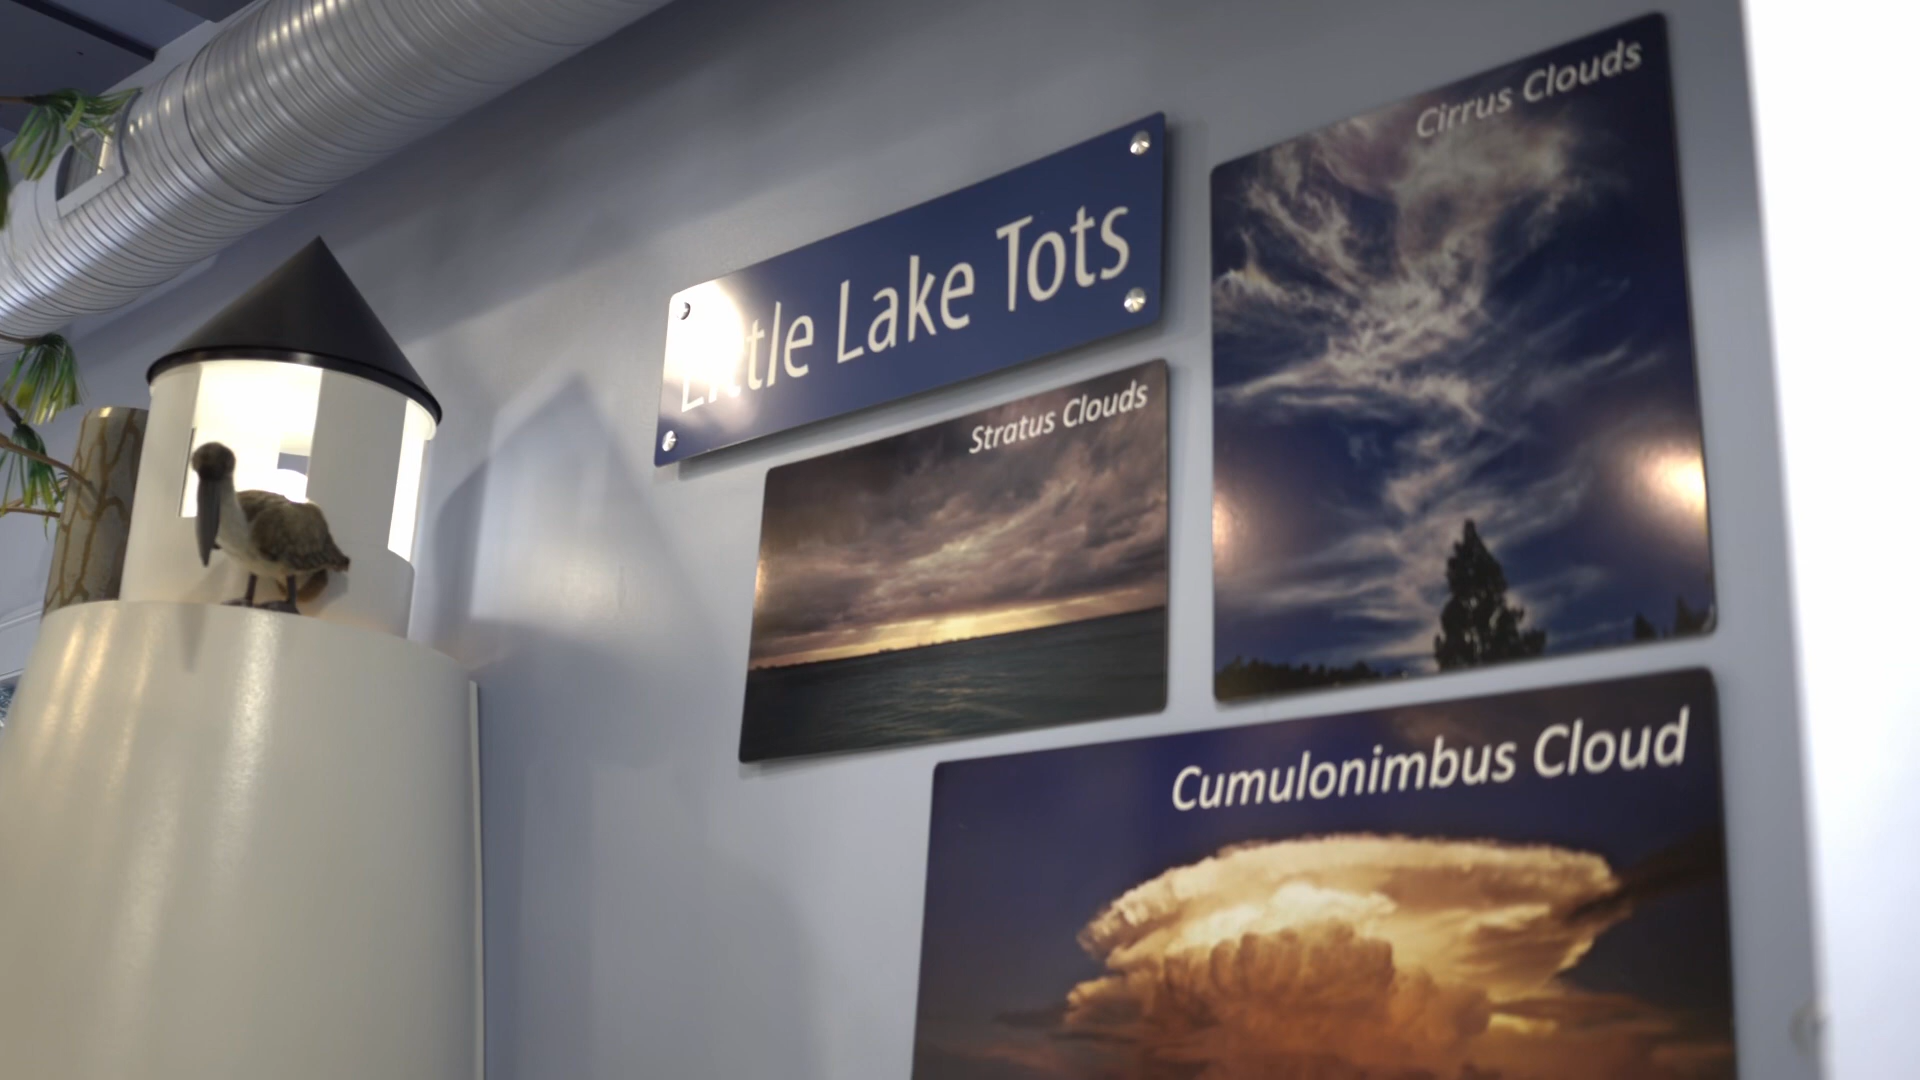 Little Lake Tots
Cirrus Clouds
Stratus Clouds
Cumulonimbus Cloud